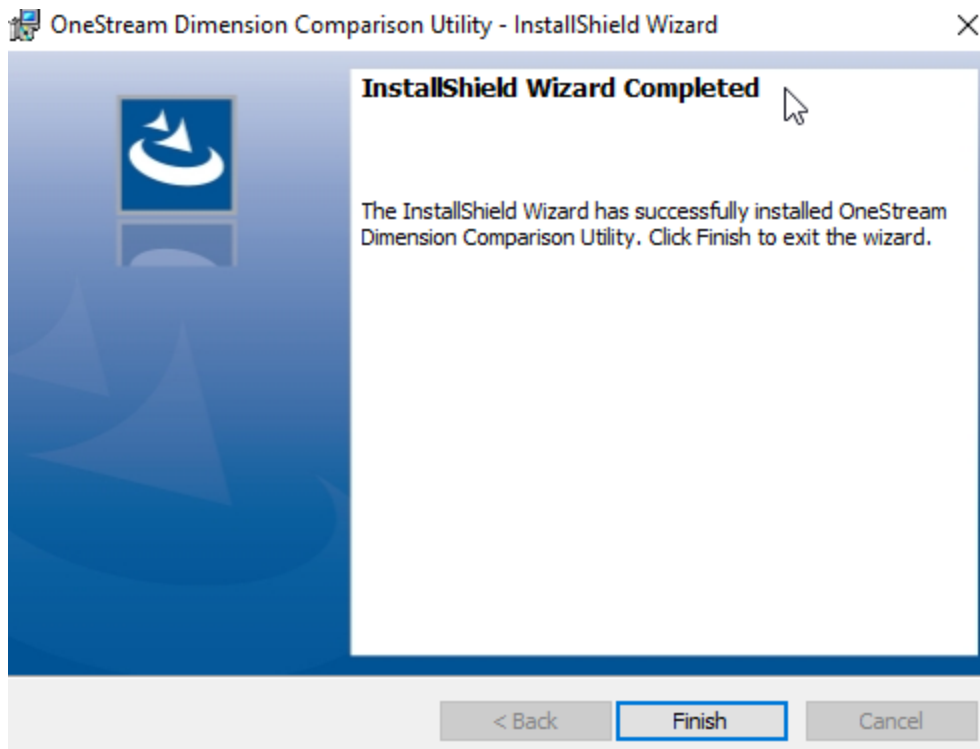 OneStream Dimension Comparison Utility - InstallShield Wizard
InstallShield Wizard Completed
The InstallShield Wizard has successfully installed OneStream
Dimension Comparison Utility. Click Finish to exit the wizard.
< Back
Finish
Cancel